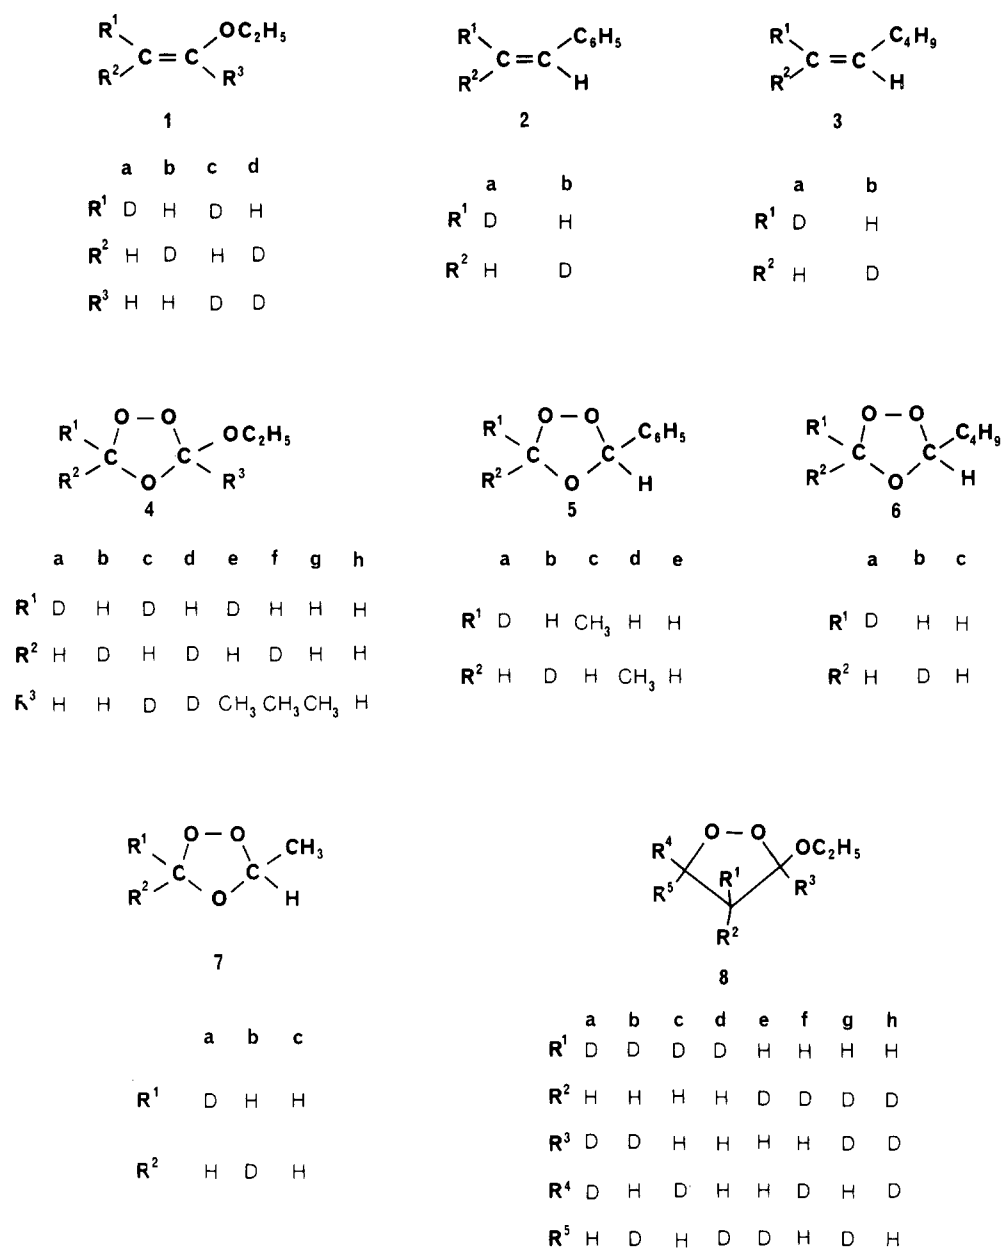 R¹ OC₂H₅ R¹ C₆H₅ R¹ C₄H₉
C=C C=C C=C
R² R³ R² H R² H
1 2 3
a b c d
a b a b
R¹ D H D H
R¹ D H R¹ D H
R² H D H D
R² H D R² H D
R³ H H D D
O–O O–O O–O
R¹ OC₂H₅ R¹ C₆H₅ R¹ C₄H₉
C C C C C C
R² O R³ R² O H R² O H
4 5 6
a b c d e f g h a b c d e a b c
R¹ D H D H D H H H
R¹ D H CH₃ H H R¹ D H H
R² H D H D H D H H
R² H D H CH₃ H R² H D H
R³ H H D D CH₃ CH₃ CH₃ H
O–O O–O
R¹ CH₃ R⁴ OC₂H₅
C C R⁵ R¹ R³
R² O H R²
7 8
a b c d e f g h
a b c
R¹ D D D D H H H H
R¹ D H H
R² H H H H D D D D
R³ D D H H H H D D
R² H D H
R⁴ D H D H H D H D
R⁵ H D H D D H D H